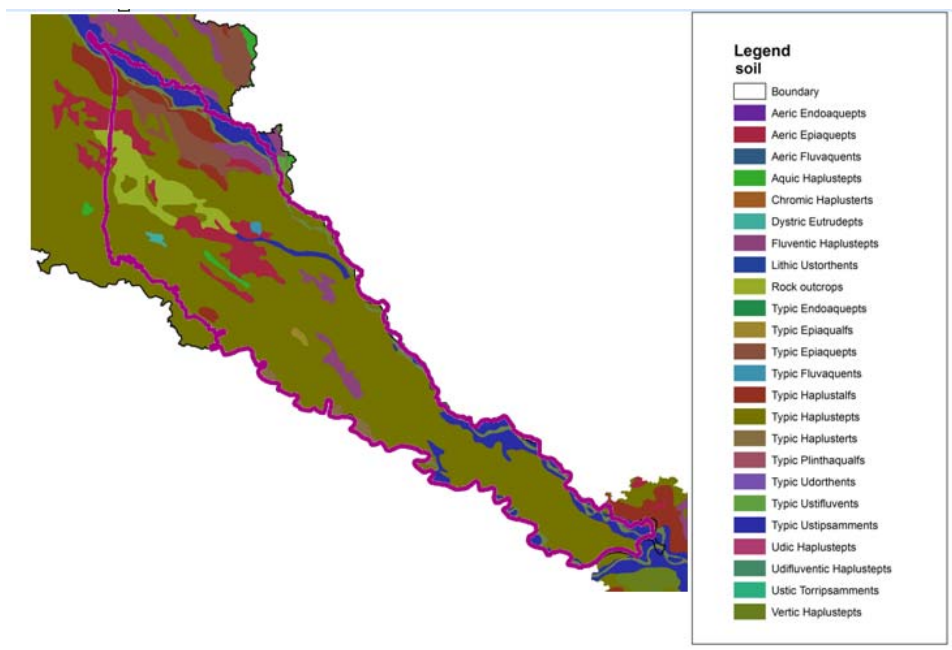 Legend
soil
Boundary
Aeric Endoaquepts
Aeric Epiaquepts
Aeric Fluvaquents
Aquic Haplustepts
Chromic Haplusterts
Dystric Eutrudepts
Fluventic Haplustepts
Lithic Ustorthents
Rock outcrops
Typic Endoaquepts
Typic Epiaqualfs
Typic Epiaquepts
Typic Fluvaquents
Typic Haplustalfs
Typic Haplustepts
Typic Haplusterts
Typic Plinthaqualfs
Typic Udorthents
Typic Ustifluvents
Typic Ustipsamments
Udic Haplustepts
Udifluventic Haplustepts
Ustic Torripsamments
Vertic Haplustepts